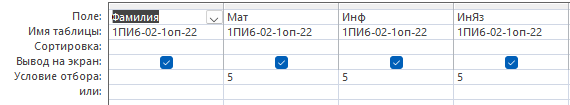 Поле: Фамилия Мат Инф ИнЯз
Имя таблицы: 1ПИ6-02-1оп-22 1ПИ6-02-1оп-22 1ПИ6-02-1оп-22 1ПИ6-02-1оп-22
Сортировка:
Вывод на экран:
Условие отбора: 5 5 5
или: